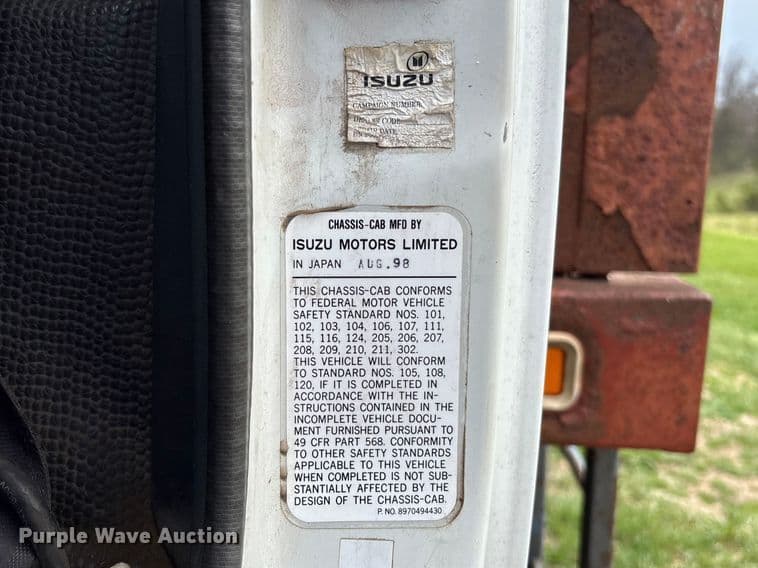 ISUZU
CAMPAIGN NUMBER
CODE
DATE
CHASSIS-CAB MFD BY
ISUZU MOTORS LIMITED
IN JAPAN AUG.98
THIS CHASSIS-CAB CONFORMS
TO FEDERAL MOTOR VEHICLE
SAFETY STANDARD NOS. 101,
102, 103, 104, 106, 107, 111,
115, 116, 124, 205, 206, 207,
208, 209, 210, 211, 302.
THIS VEHICLE WILL CONFORM
TO STANDARD NOS. 105, 108,
120, IF IT IS COMPLETED IN
ACCORDANCE WITH THE IN-
STRUCTIONS CONTAINED IN THE
INCOMPLETE VEHICLE DOCU-
MENT FURNISHED PURSUANT TO
49 CFR PART 568. CONFORMITY
TO OTHER SAFETY STANDARDS
APPLICABLE TO THIS VEHICLE
WHEN COMPLETED IS NOT SUB-
STANTIALLY AFFECTED BY THE
DESIGN OF THE CHASSIS-CAB.
P. NO. 8970494430
Purple Wave Auction®